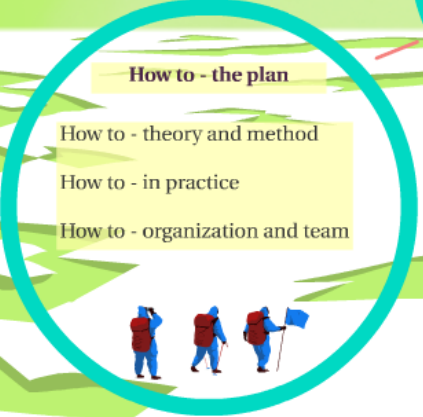 How to - the plan
How to - theory and method
How to - in practice
How to - organization and team